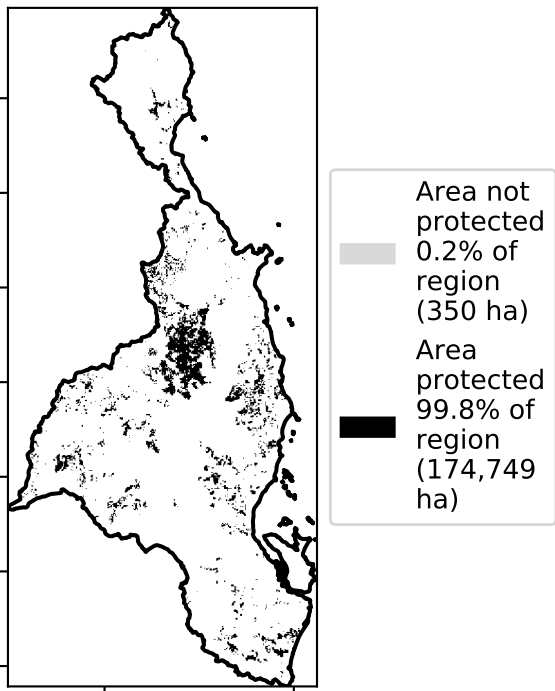 Area not
protected
0.2% of
region
(350 ha)
Area
protected
99.8% of
region
(174,749
ha)